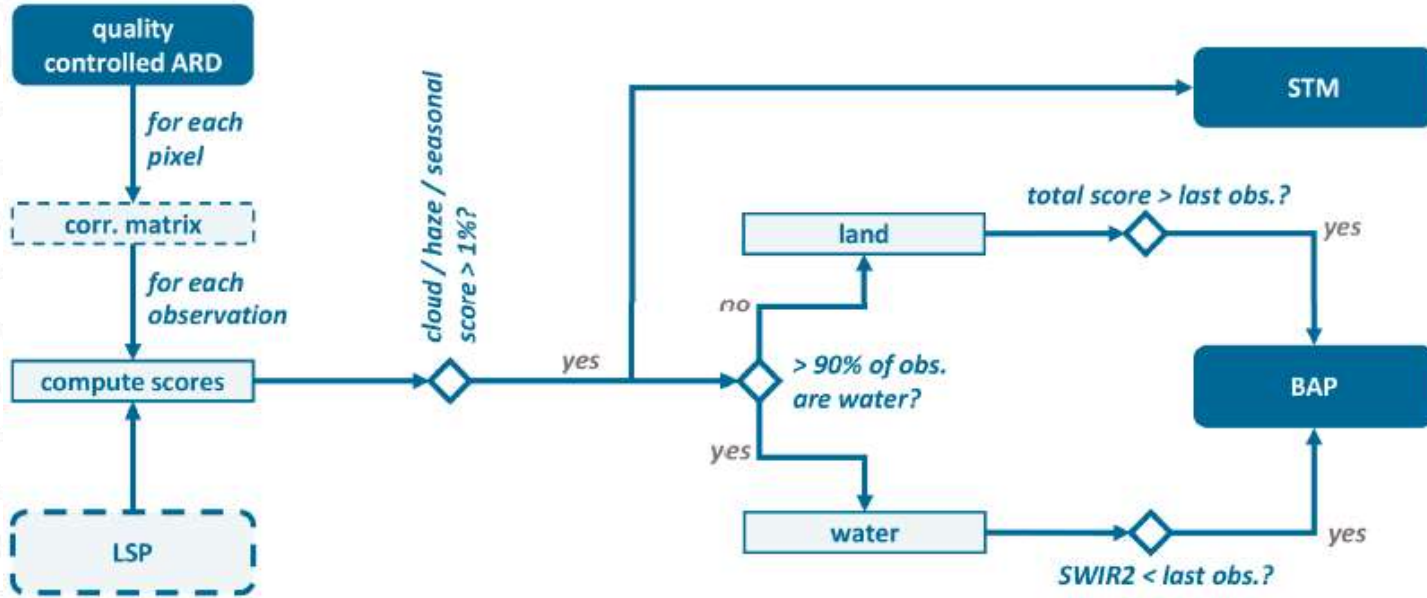 quality
controlled ARD
for each
pixel
corr. matrix
for each
observation
compute scores
LSP
cloud / haze / seasonal
score > 1%?
yes
STM
total score > last obs.?
land
yes
no
> 90% of obs.
are water?
BAP
yes
water
yes
SWIR2 < last obs.?